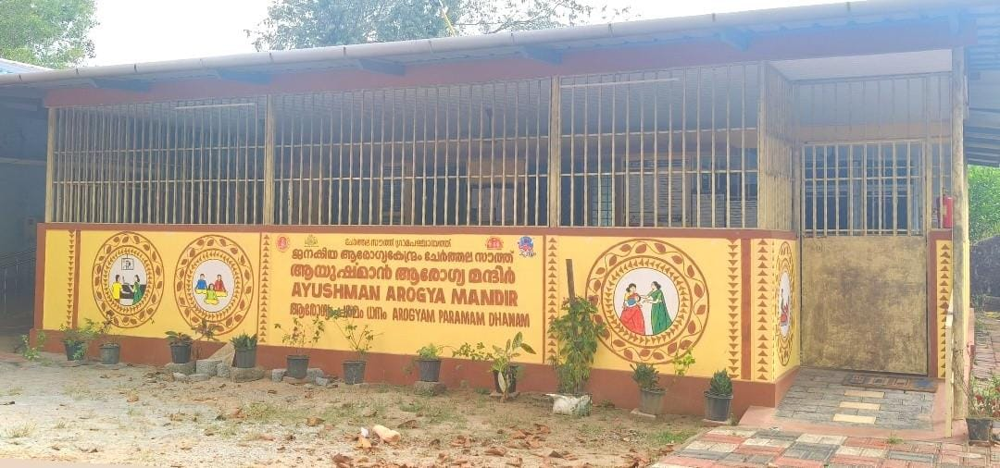 ചേർത്തല സൗത്ത് ഗ്രാമപഞ്ചായത്ത്
ജനകീയ ആരോഗ്യകേന്ദ്രം ചേർത്തല സൗത്ത്
ആയുഷ്മാൻ ആരോഗ്യ മന്ദിർ
AYUSHMAN AROGYA MANDIR
ആരോഗ്യം പരമം ധനം AROGYAM PARAMAM DHANAM